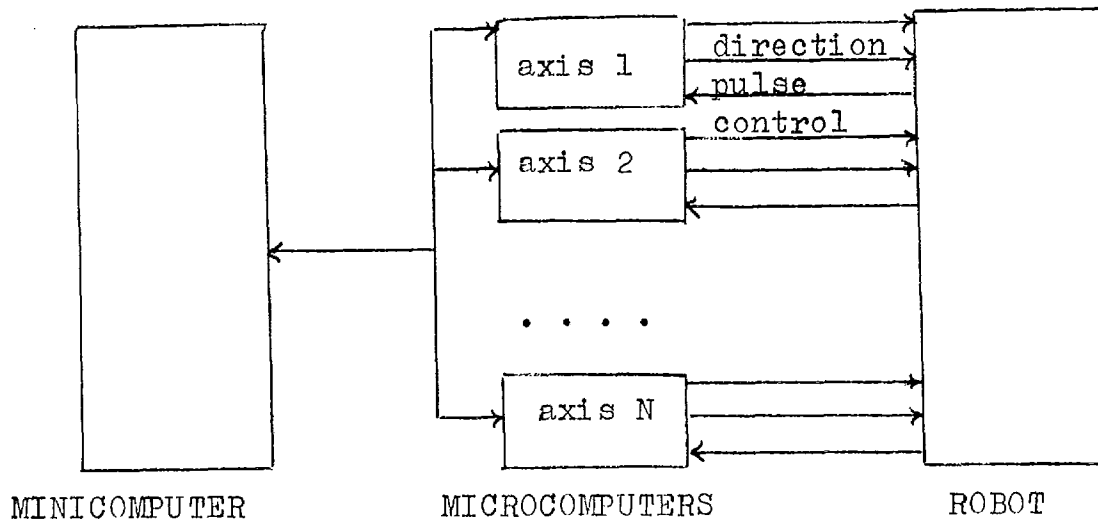 axis 1
direction
pulse
control
axis 2
. . . .
axis N
MINICOMPUTER
MICROCOMPUTERS
ROBOT